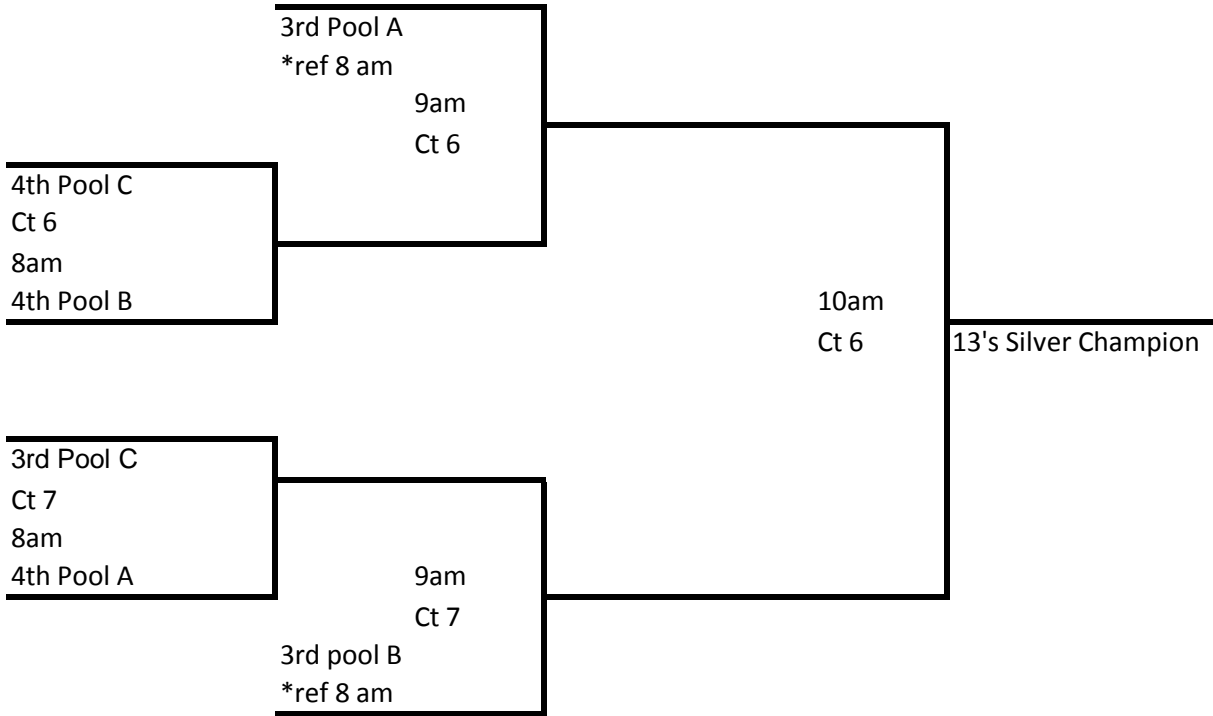 3rd Pool A
*ref 8 am
9am
Ct 6
4th Pool C
Ct 6
8am
4th Pool B
10am
Ct 6
13's Silver Champion
3rd Pool C
Ct 7
8am
4th Pool A
9am
Ct 7
3rd pool B
*ref 8 am